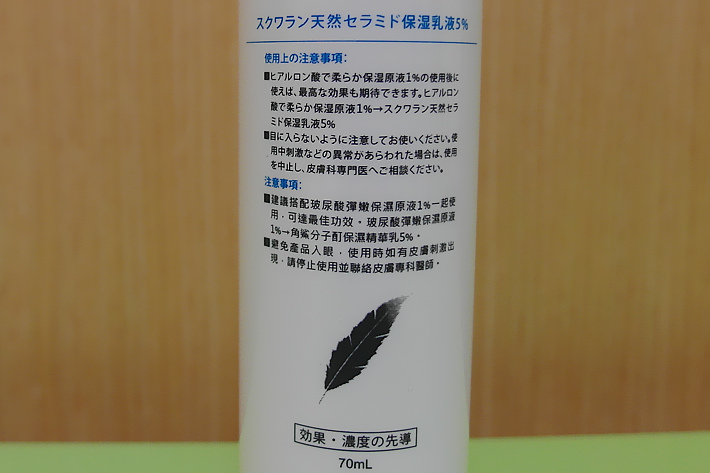 スクワラン天然セラミド保湿乳液5%
使用上の注意事項：
■ヒアルロン酸で柔らか保湿原液1%の使用後に
使えば、最高な効果も期待できます。ヒアルロン
酸で柔らか保湿原液1%→スクワラン天然セラ
ミド保湿乳液5%
■目に入らないように注意してお使いください。使
用中刺激などの異常があらわれた場合は、使用
を中止し、皮膚科専門医へご相談ください。
注意事項：
■建議搭配玻尿酸彈嫩保濕原液1%一起使
用，可達最佳功效。玻尿酸彈嫩保濕原液
1%→角鯊分子酊保濕精華乳5%。
■避免產品入眼，使用時如有皮膚刺激出
現，請停止使用並聯絡皮膚專科醫師。
効果・濃度の先導
70mL